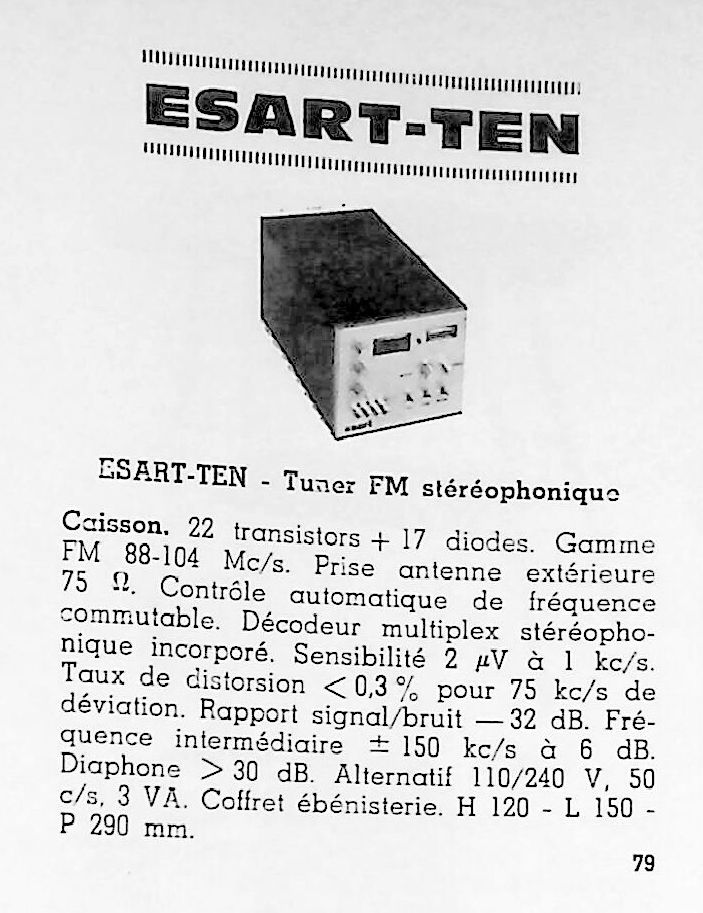 ESART-TEN
esart
ESART-TEN - Tuner FM stéréophonique
Caisson. 22 transistors + 17 diodes. Gamme
FM 88-104 Mc/s. Prise antenne extérieure
75 Ω. Contrôle automatique de fréquence
commutable. Décodeur multiplex stéréopho-
nique incorporé. Sensibilité 2 μV à 1 kc/s.
Taux de distorsion < 0,3 % pour 75 kc/s de
déviation. Rapport signal/bruit — 32 dB. Fré-
quence intermédiaire ± 150 kc/s à 6 dB.
Diaphone > 30 dB. Alternatif 110/240 V, 50
c/s, 3 VA. Coffret ébénisterie. H 120 - L 150 -
P 290 mm.
79